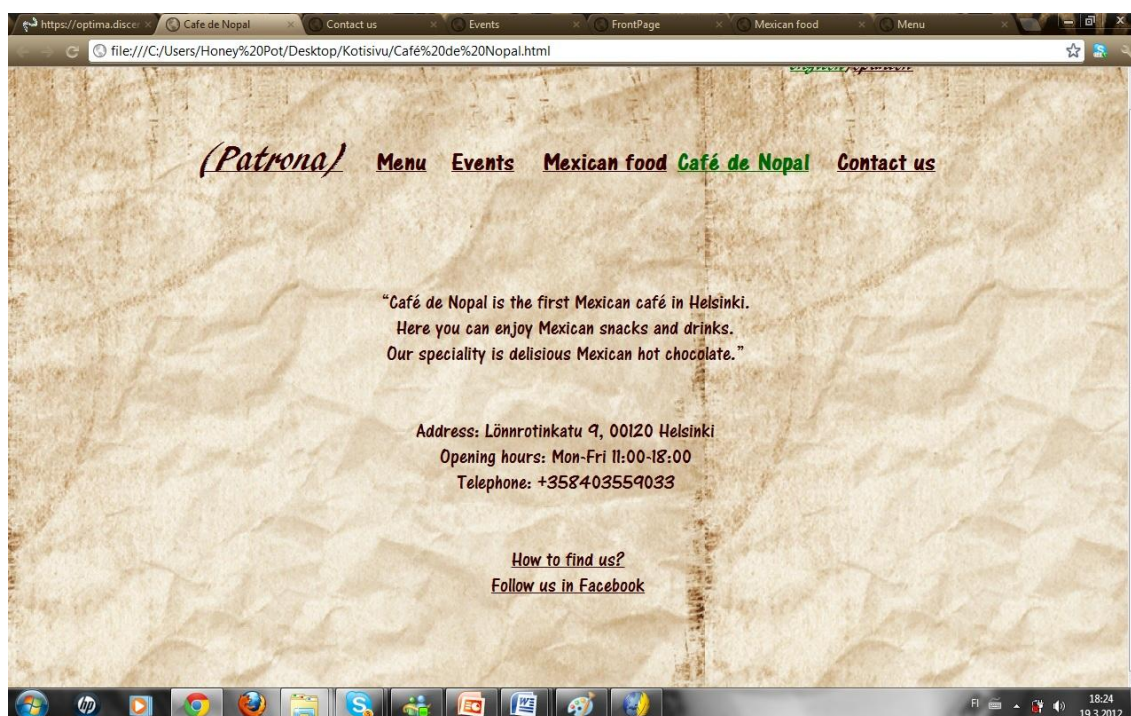 https://optima.discer
Cafe de Nopal
Contact us
Events
FrontPage
Mexican food
Menu
file:///C:/Users/Honey%20Pot/Desktop/Kotisivu/Café%20de%20Nopal.html
(Patrona) Menu Events Mexican food Café de Nopal Contact us
“Café de Nopal is the first Mexican café in Helsinki.
Here you can enjoy Mexican snacks and drinks.
Our speciality is delisious Mexican hot chocolate.”
Address: Lönnrotinkatu 9, 00120 Helsinki
Opening hours: Mon-Fri 11:00-18:00
Telephone: +358403559033
How to find us?
Follow us in Facebook
hp
FI
18:24
19.3.2012